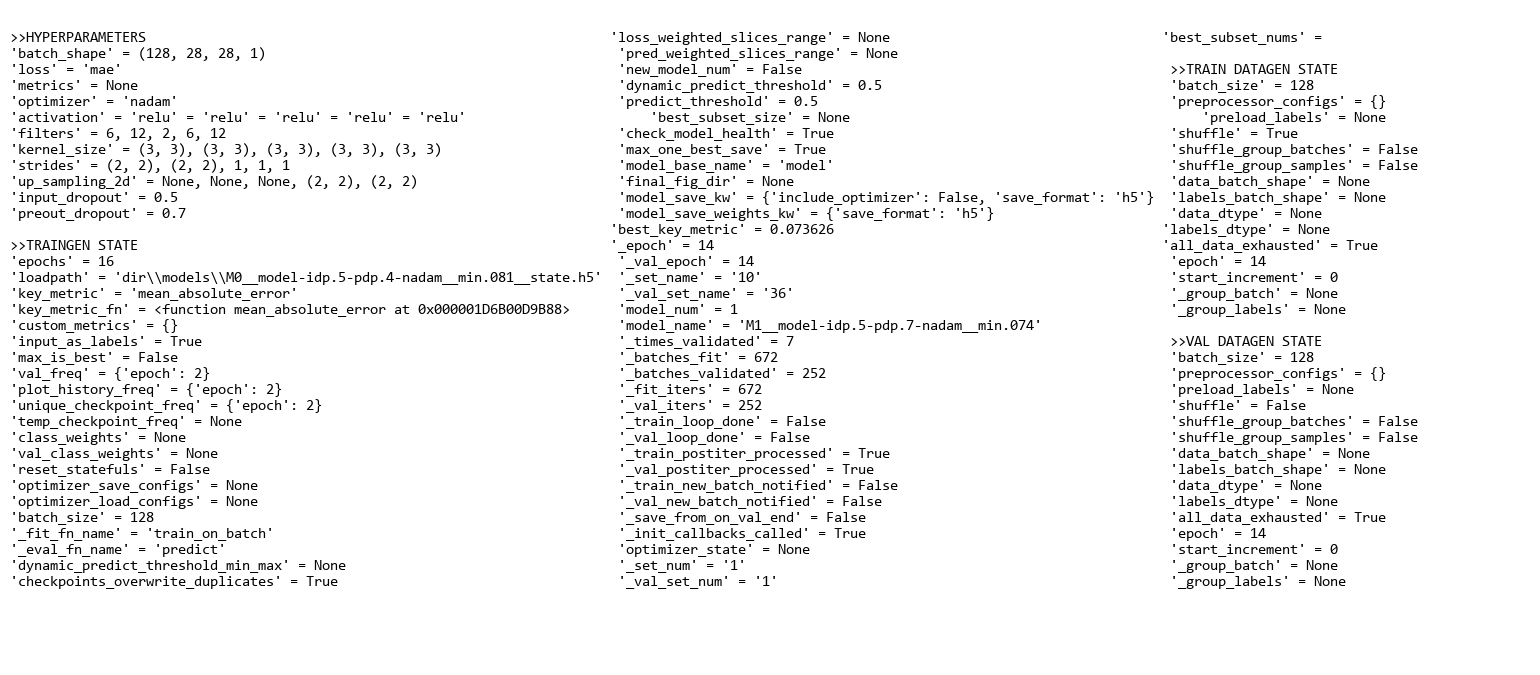 >>HYPERPARAMETERS
'batch_shape' = (128, 28, 28, 1)
'loss' = 'mae'
'metrics' = None
'optimizer' = 'nadam'
'activation' = 'relu' = 'relu' = 'relu' = 'relu' = 'relu'
'filters' = 6, 12, 2, 6, 12
'kernel_size' = (3, 3), (3, 3), (3, 3), (3, 3), (3, 3)
'strides' = (2, 2), (2, 2), 1, 1, 1
'up_sampling_2d' = None, None, None, (2, 2), (2, 2)
'input_dropout' = 0.5
'preout_dropout' = 0.7
>>TRAINGEN STATE
'epochs' = 16
'loadpath' = 'dir\\models\\M0__model-idp.5-pdp.4-nadam__min.081__state.h5'
'key_metric' = 'mean_absolute_error'
'key_metric_fn' = <function mean_absolute_error at 0x000001D6B00D9B88>
'custom_metrics' = {}
'input_as_labels' = True
'max_is_best' = False
'val_freq' = {'epoch': 2}
'plot_history_freq' = {'epoch': 2}
'unique_checkpoint_freq' = {'epoch': 2}
'temp_checkpoint_freq' = None
'class_weights' = None
'val_class_weights' = None
'reset_statefuls' = False
'optimizer_save_configs' = None
'optimizer_load_configs' = None
'batch_size' = 128
'_fit_fn_name' = 'train_on_batch'
'_eval_fn_name' = 'predict'
'dynamic_predict_threshold_min_max' = None
'checkpoints_overwrite_duplicates' = True
'loss_weighted_slices_range' = None
'pred_weighted_slices_range' = None
'new_model_num' = False
'dynamic_predict_threshold' = 0.5
'predict_threshold' = 0.5
'best_subset_size' = None
'check_model_health' = True
'max_one_best_save' = True
'model_base_name' = 'model'
'final_fig_dir' = None
'model_save_kw' = {'include_optimizer': False, 'save_format': 'h5'}
'model_save_weights_kw' = {'save_format': 'h5'}
'best_key_metric' = 0.073626
'_epoch' = 14
'_val_epoch' = 14
'_set_name' = '10'
'_val_set_name' = '36'
'model_num' = 1
'model_name' = 'M1__model-idp.5-pdp.7-nadam__min.074'
'_times_validated' = 7
'_batches_fit' = 672
'_batches_validated' = 252
'_fit_iters' = 672
'_val_iters' = 252
'_train_loop_done' = False
'_val_loop_done' = False
'_train_postiter_processed' = True
'_val_postiter_processed' = True
'_train_new_batch_notified' = False
'_val_new_batch_notified' = False
'_save_from_on_val_end' = False
'_init_callbacks_called' = True
'optimizer_state' = None
'_set_num' = '1'
'_val_set_num' = '1'
'best_subset_nums' =
>>TRAIN DATAGEN STATE
'batch_size' = 128
'preprocessor_configs' = {}
'preload_labels' = None
'shuffle' = True
'shuffle_group_batches' = False
'shuffle_group_samples' = False
'data_batch_shape' = None
'labels_batch_shape' = None
'data_dtype' = None
'labels_dtype' = None
'all_data_exhausted' = True
'epoch' = 14
'start_increment' = 0
'_group_batch' = None
'_group_labels' = None
>>VAL DATAGEN STATE
'batch_size' = 128
'preprocessor_configs' = {}
'preload_labels' = None
'shuffle' = False
'shuffle_group_batches' = False
'shuffle_group_samples' = False
'data_batch_shape' = None
'labels_batch_shape' = None
'data_dtype' = None
'labels_dtype' = None
'all_data_exhausted' = True
'epoch' = 14
'start_increment' = 0
'_group_batch' = None
'_group_labels' = None